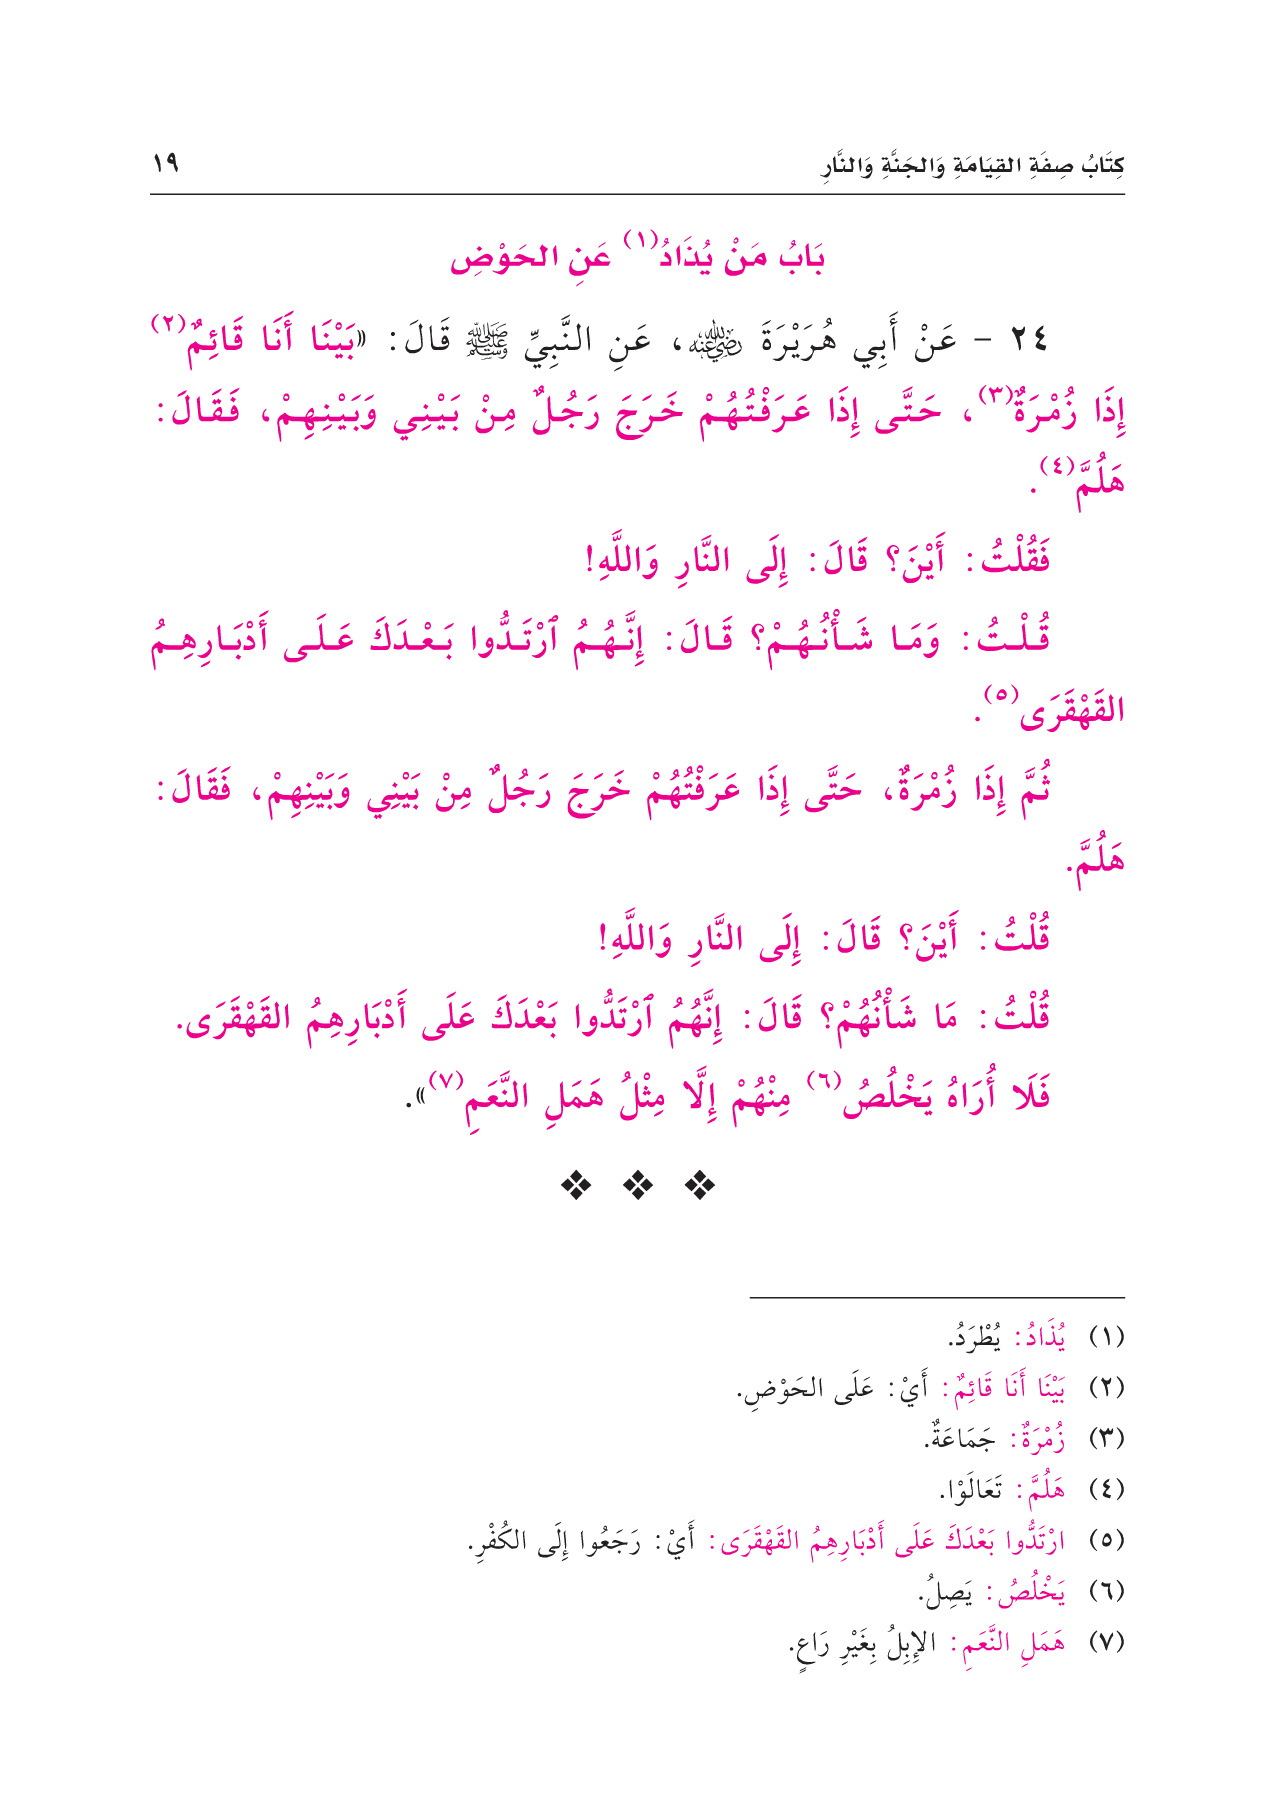 كِتَابُ صِفَةِ القِيَامَةِ وَالجَنَّةِ وَالنَّارِ ١٩
بَابُ مَنْ يُذَادُ(١) عَنِ الحَوْضِ
٢٤ - عَنْ أَبِي هُرَيْرَةَ رضي الله عنه، عَنِ النَّبِيِّ ﷺ قَالَ: «بَيْنَا أَنَا قَائِمٌ(٢)
إِذَا زُمْرَةٌ(٣)، حَتَّى إِذَا عَرَفْتُهُمْ خَرَجَ رَجُلٌ مِنْ بَيْنِي وَبَيْنِهِمْ، فَقَالَ:
هَلُمَّ(٤).
فَقُلْتُ: أَيْنَ؟ قَالَ: إِلَى النَّارِ وَاللَّهِ!
قُلْتُ: وَمَا شَأْنُهُمْ؟ قَالَ: إِنَّهُمُ ٱرْتَدُّوا بَعْدَكَ عَلَى أَدْبَارِهِمُ
القَهْقَرَى(٥).
ثُمَّ إِذَا زُمْرَةٌ، حَتَّى إِذَا عَرَفْتُهُمْ خَرَجَ رَجُلٌ مِنْ بَيْنِي وَبَيْنِهِمْ، فَقَالَ:
هَلُمَّ.
قُلْتُ: أَيْنَ؟ قَالَ: إِلَى النَّارِ وَاللَّهِ!
قُلْتُ: مَا شَأْنُهُمْ؟ قَالَ: إِنَّهُمُ ٱرْتَدُّوا بَعْدَكَ عَلَى أَدْبَارِهِمُ القَهْقَرَى.
فَلَا أُرَاهُ يَخْلُصُ(٦) مِنْهُمْ إِلَّا مِثْلُ هَمَلِ النَّعَمِ(٧)».
(١) يُذَادُ: يُطْرَدُ.
(٢) بَيْنَا أَنَا قَائِمٌ: أَيْ: عَلَى الحَوْضِ.
(٣) زُمْرَةٌ: جَمَاعَةٌ.
(٤) هَلُمَّ: تَعَالَوْا.
(٥) ارْتَدُّوا بَعْدَكَ عَلَى أَدْبَارِهِمُ القَهْقَرَى: أَيْ: رَجَعُوا إِلَى الكُفْرِ.
(٦) يَخْلُصُ: يَصِلُ.
(٧) هَمَلِ النَّعَمِ: الإِبِلُ بِغَيْرِ رَاعٍ.